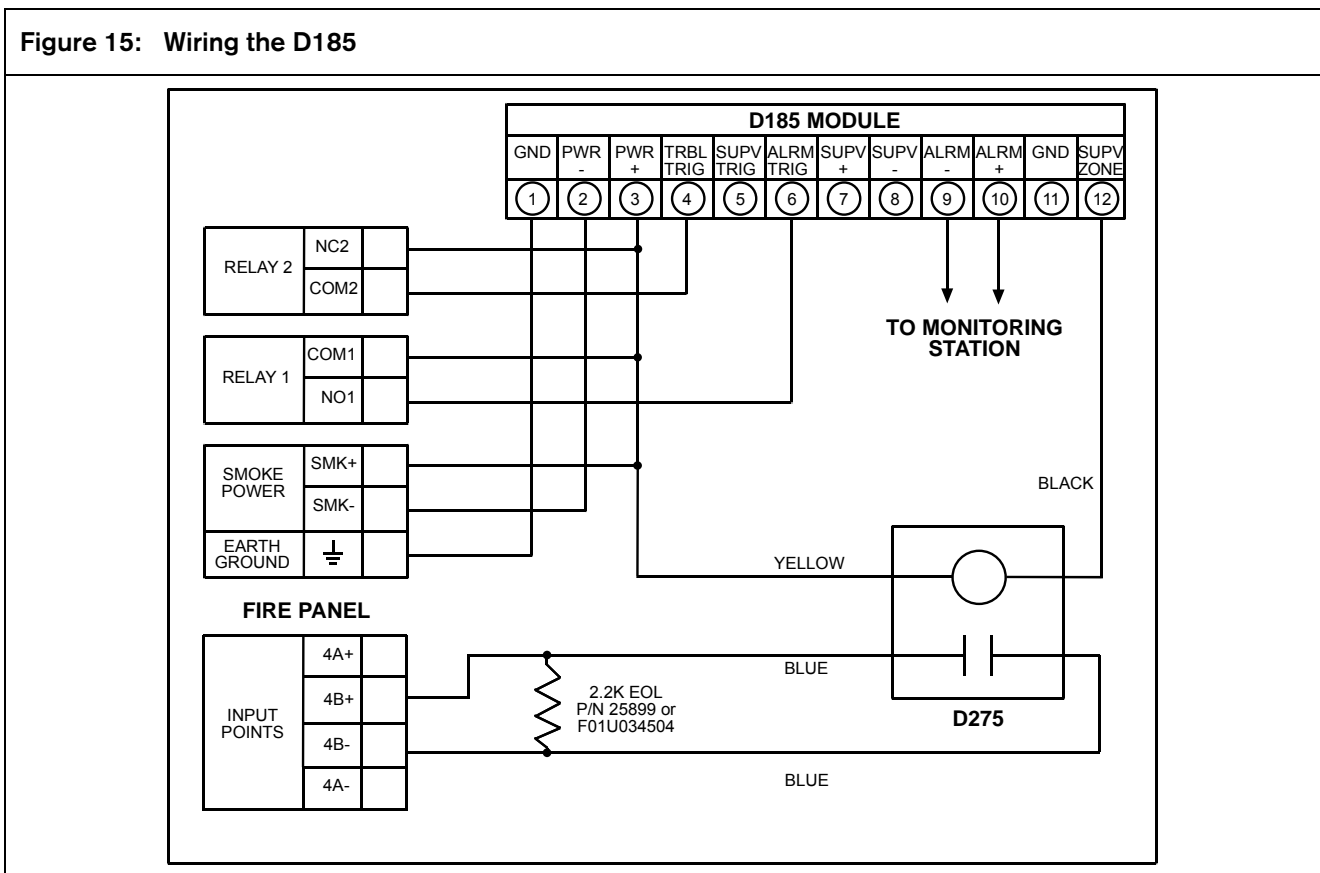 Figure 15: Wiring the D185
D185 MODULE
GND PWR PWR TRBL SUPV ALRM SUPV SUPV ALRM ALRM GND SUPV
- + TRIG TRIG TRIG + - - + ZONE
1 2 3 4 5 6 7 8 9 10 11 12
RELAY 2
NC2
COM2
TO MONITORING
STATION
RELAY 1
COM1
NO1
SMOKE
POWER
SMK+
SMK-
BLACK
EARTH
GROUND
YELLOW
FIRE PANEL
INPUT
POINTS
4A+
4B+
4B-
4A-
2.2K EOL
P/N 25899 or
F01U034504
BLUE
D275
BLUE